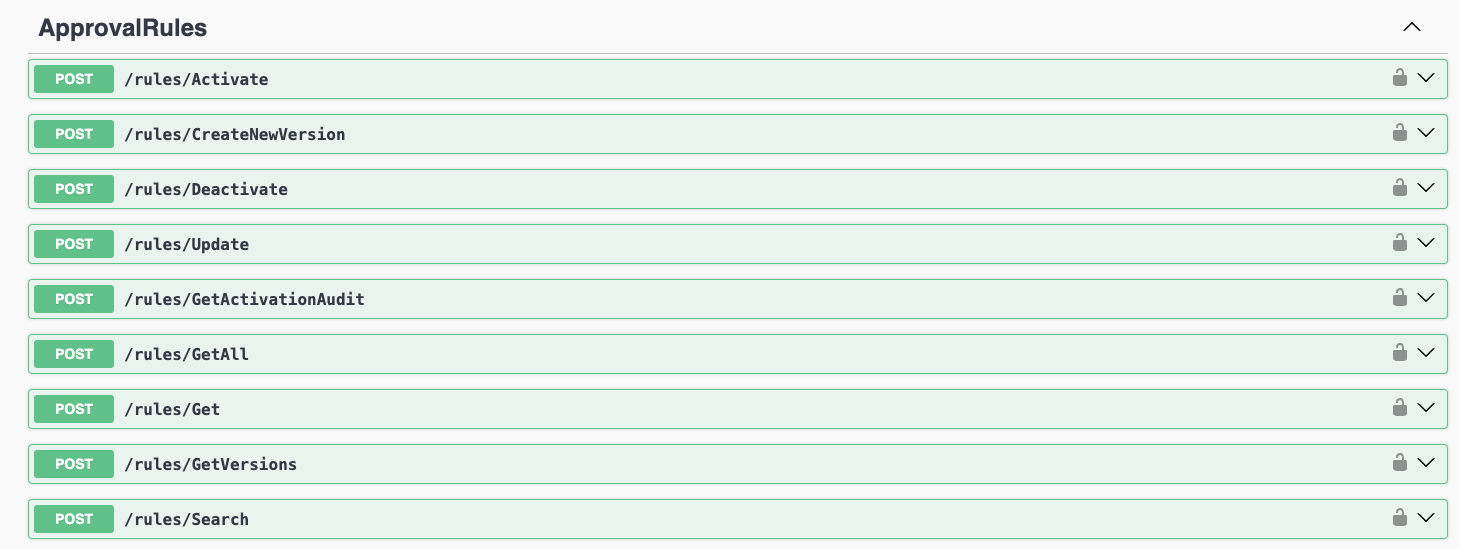 ApprovalRules
POST /rules/Activate
POST /rules/CreateNewVersion
POST /rules/Deactivate
POST /rules/Update
POST /rules/GetActivationAudit
POST /rules/GetAll
POST /rules/Get
POST /rules/GetVersions
POST /rules/Search